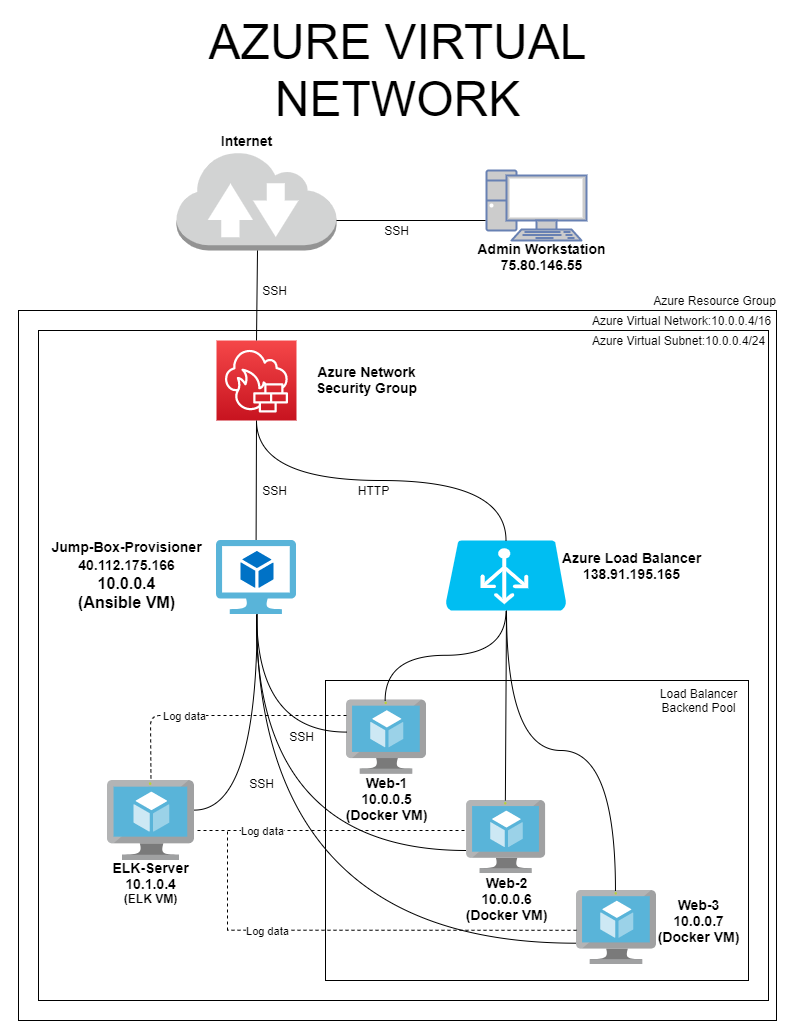 AZURE VIRTUAL
NETWORK
Internet
SSH
Admin Workstation
75.80.146.55
SSH
Azure Resource Group
Azure Virtual Network:10.0.0.4/16
Azure Virtual Subnet:10.0.0.4/24
Azure Network
Security Group
SSH
HTTP
Jump-Box-Provisioner
40.112.175.166
10.0.0.4
(Ansible VM)
Azure Load Balancer
138.91.195.165
Load Balancer
Backend Pool
Log data
SSH
SSH
Web-1
10.0.0.5
(Docker VM)
Log data
ELK-Server
10.1.0.4
(ELK VM)
Web-2
10.0.0.6
(Docker VM)
Log data
Web-3
10.0.0.7
(Docker VM)